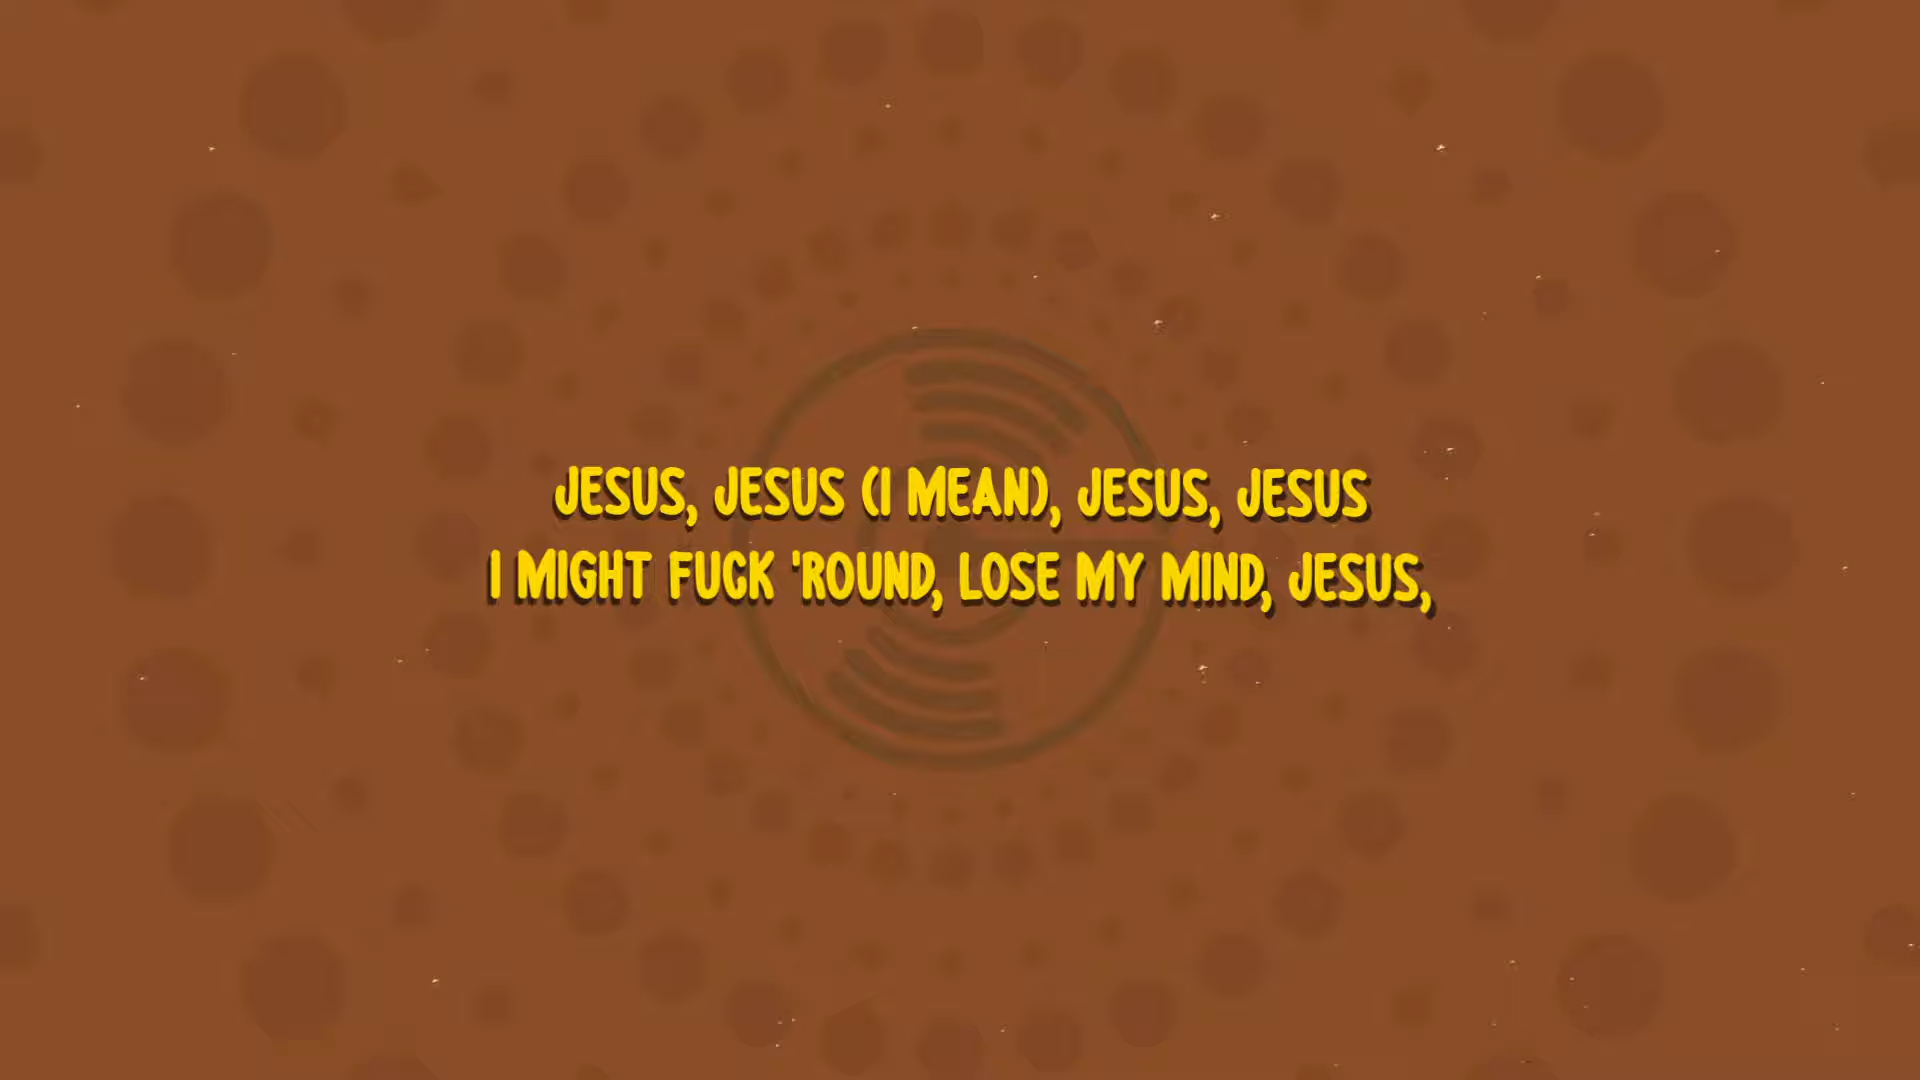 JESUS, JESUS (I MEAN), JESUS, JESUS
I MIGHT FUCK 'ROUND, LOSE MY MIND, JESUS,